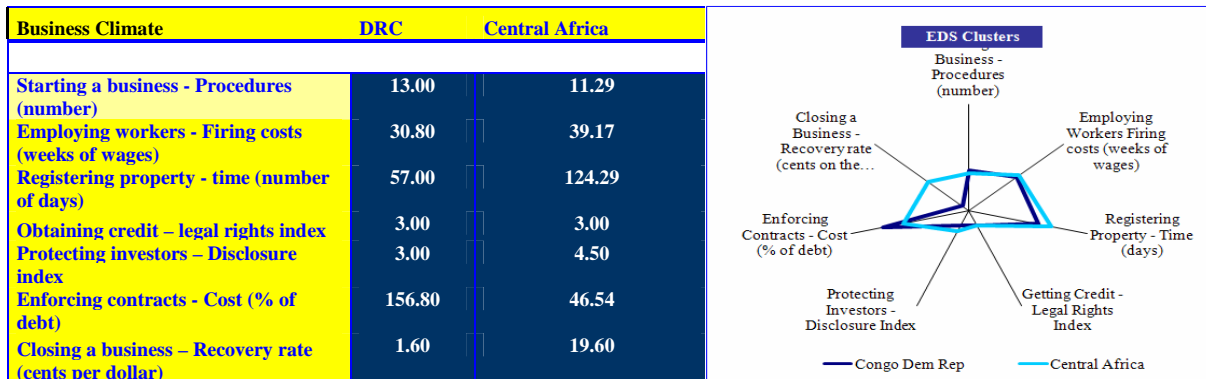 Business Climate DRC Central Africa
Starting a business - Procedures 13.00 11.29
(number)
Employing workers - Firing costs 30.80 39.17
(weeks of wages)
Registering property - time (number 57.00 124.29
of days)
Obtaining credit – legal rights index 3.00 3.00
Protecting investors – Disclosure 3.00 4.50
index
Enforcing contracts - Cost (% of 156.80 46.54
debt)
Closing a business – Recovery rate 1.60 19.60
(cents per dollar)
EDS Clusters
Business -
Procedures
(number)
Employing
Workers Firing
costs (weeks of
wages)
Registering
Property - Time
(days)
Getting Credit -
Legal Rights
Index
Protecting
Investors -
Disclosure Index
Enforcing
Contracts - Cost
(% of debt)
Closing a
Business -
Recovery rate
(cents on the...
Congo Dem Rep Central Africa